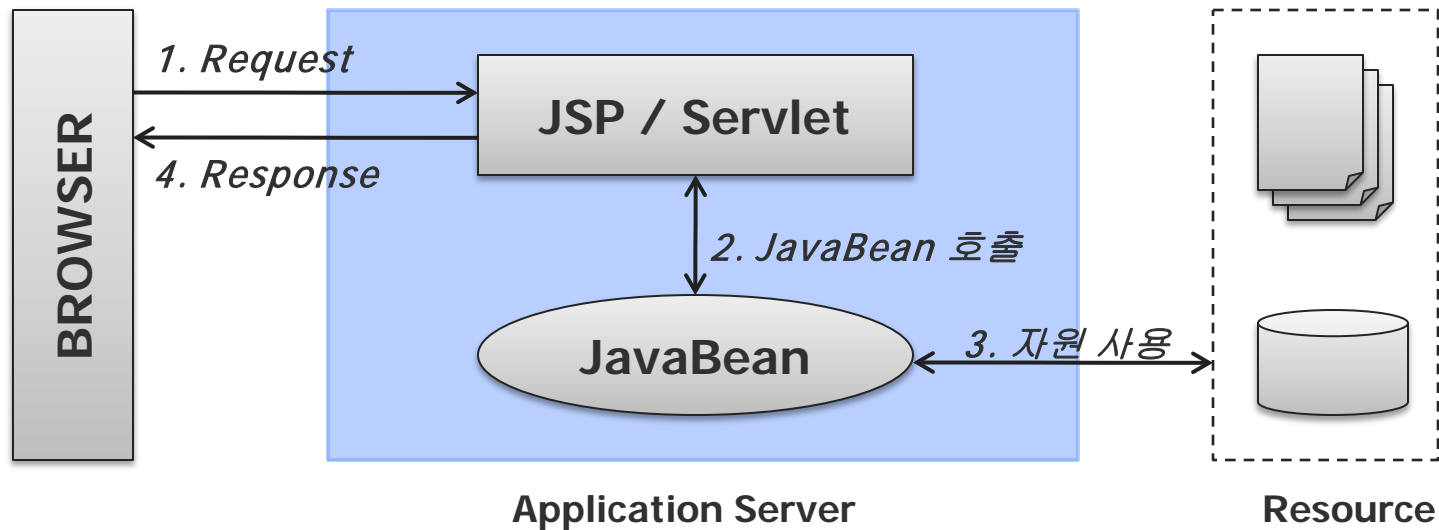 BROWSER
1. Request
4. Response
JSP / Servlet
2. JavaBean 호출
JavaBean
3. 자원 사용
Application Server
Resource